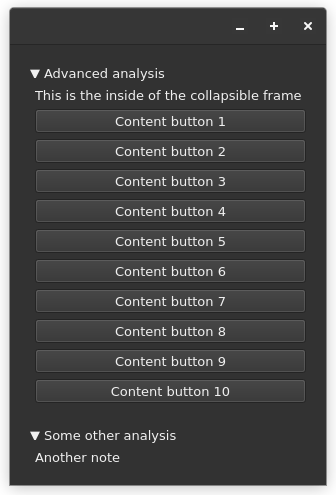 Advanced analysis
This is the inside of the collapsible frame
Content button 1
Content button 2
Content button 3
Content button 4
Content button 5
Content button 6
Content button 7
Content button 8
Content button 9
Content button 10
Some other analysis
Another note